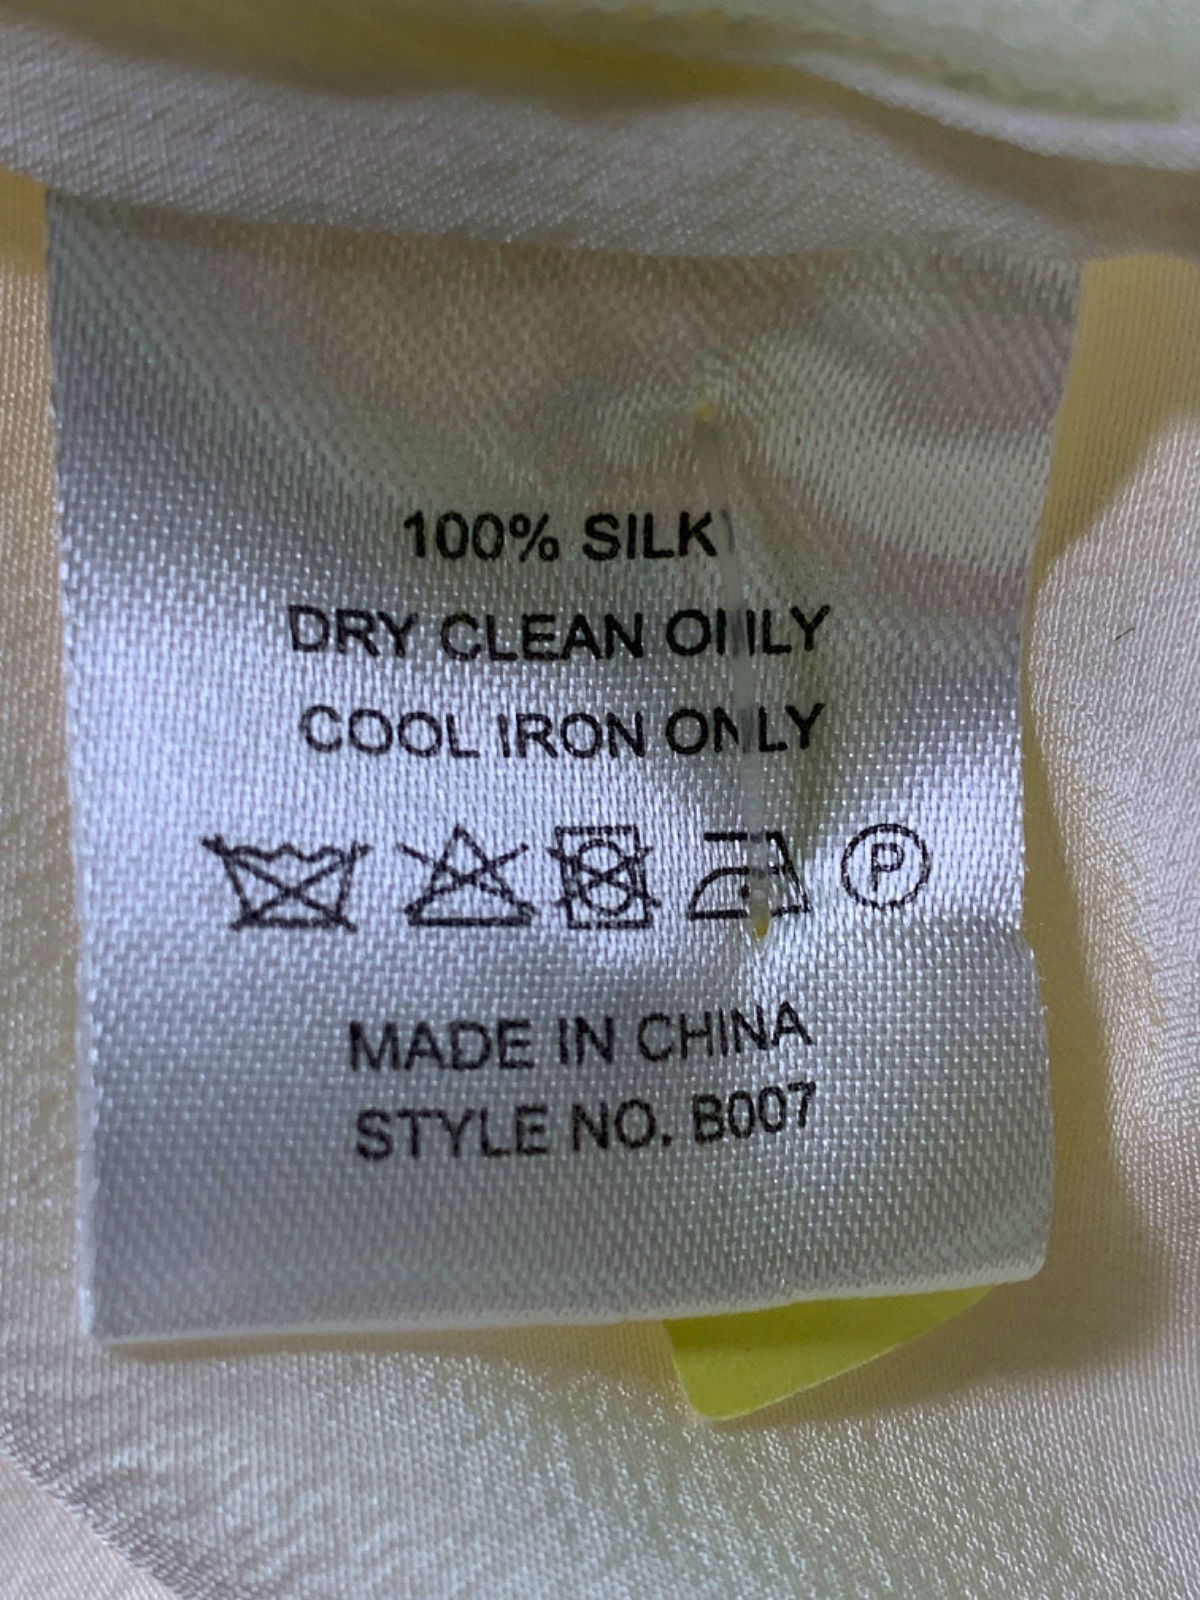 100% SILK
DRY CLEAN ONLY
COOL IRON ONLY
P
MADE IN CHINA
STYLE NO. B007